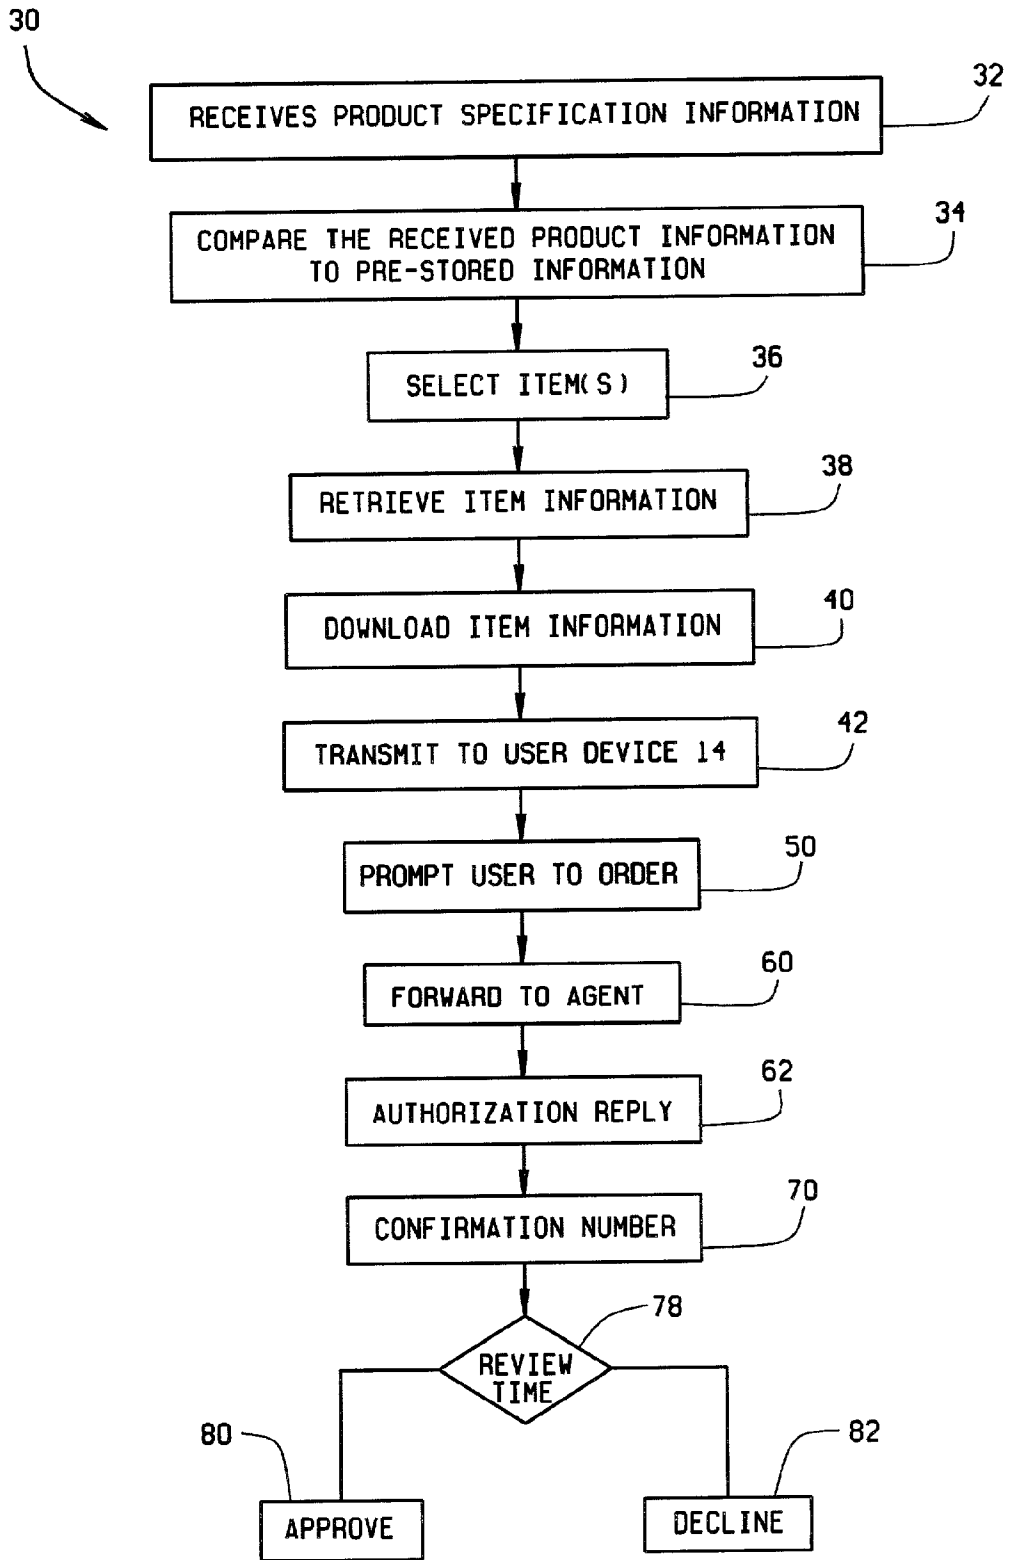 30
32
RECEIVES PRODUCT SPECIFICATION INFORMATION
34
COMPARE THE RECEIVED PRODUCT INFORMATION
TO PRE-STORED INFORMATION
36
SELECT ITEM(S)
38
RETRIEVE ITEM INFORMATION
40
DOWNLOAD ITEM INFORMATION
42
TRANSMIT TO USER DEVICE 14
50
PROMPT USER TO ORDER
60
FORWARD TO AGENT
62
AUTHORIZATION REPLY
70
CONFIRMATION NUMBER
78
REVIEW
TIME
80
82
APPROVE
DECLINE